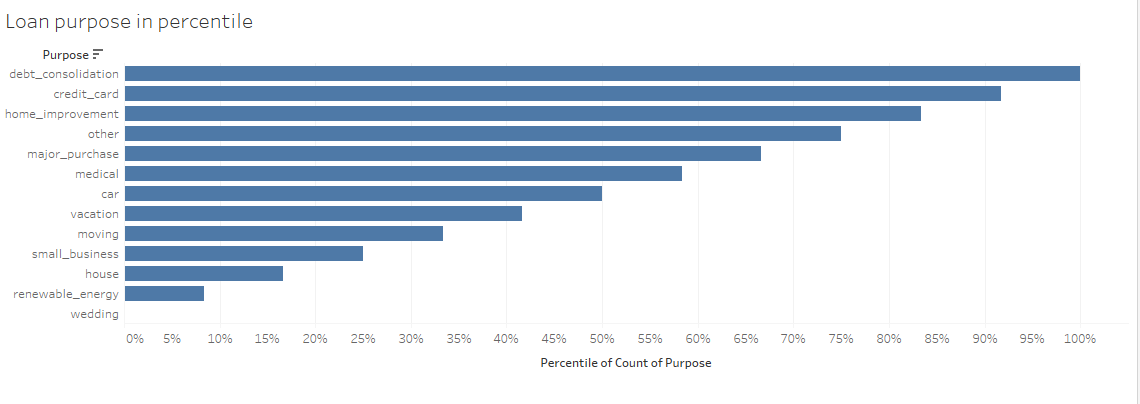 Loan purpose in percentile
Purpose
debt_consolidation
credit_card
home_improvement
other
major_purchase
medical
car
vacation
moving
small_business
house
renewable_energy
wedding
0% 5% 10% 15% 20% 25% 30% 35% 40% 45% 50% 55% 60% 65% 70% 75% 80% 85% 90% 95% 100%
Percentile of Count of Purpose